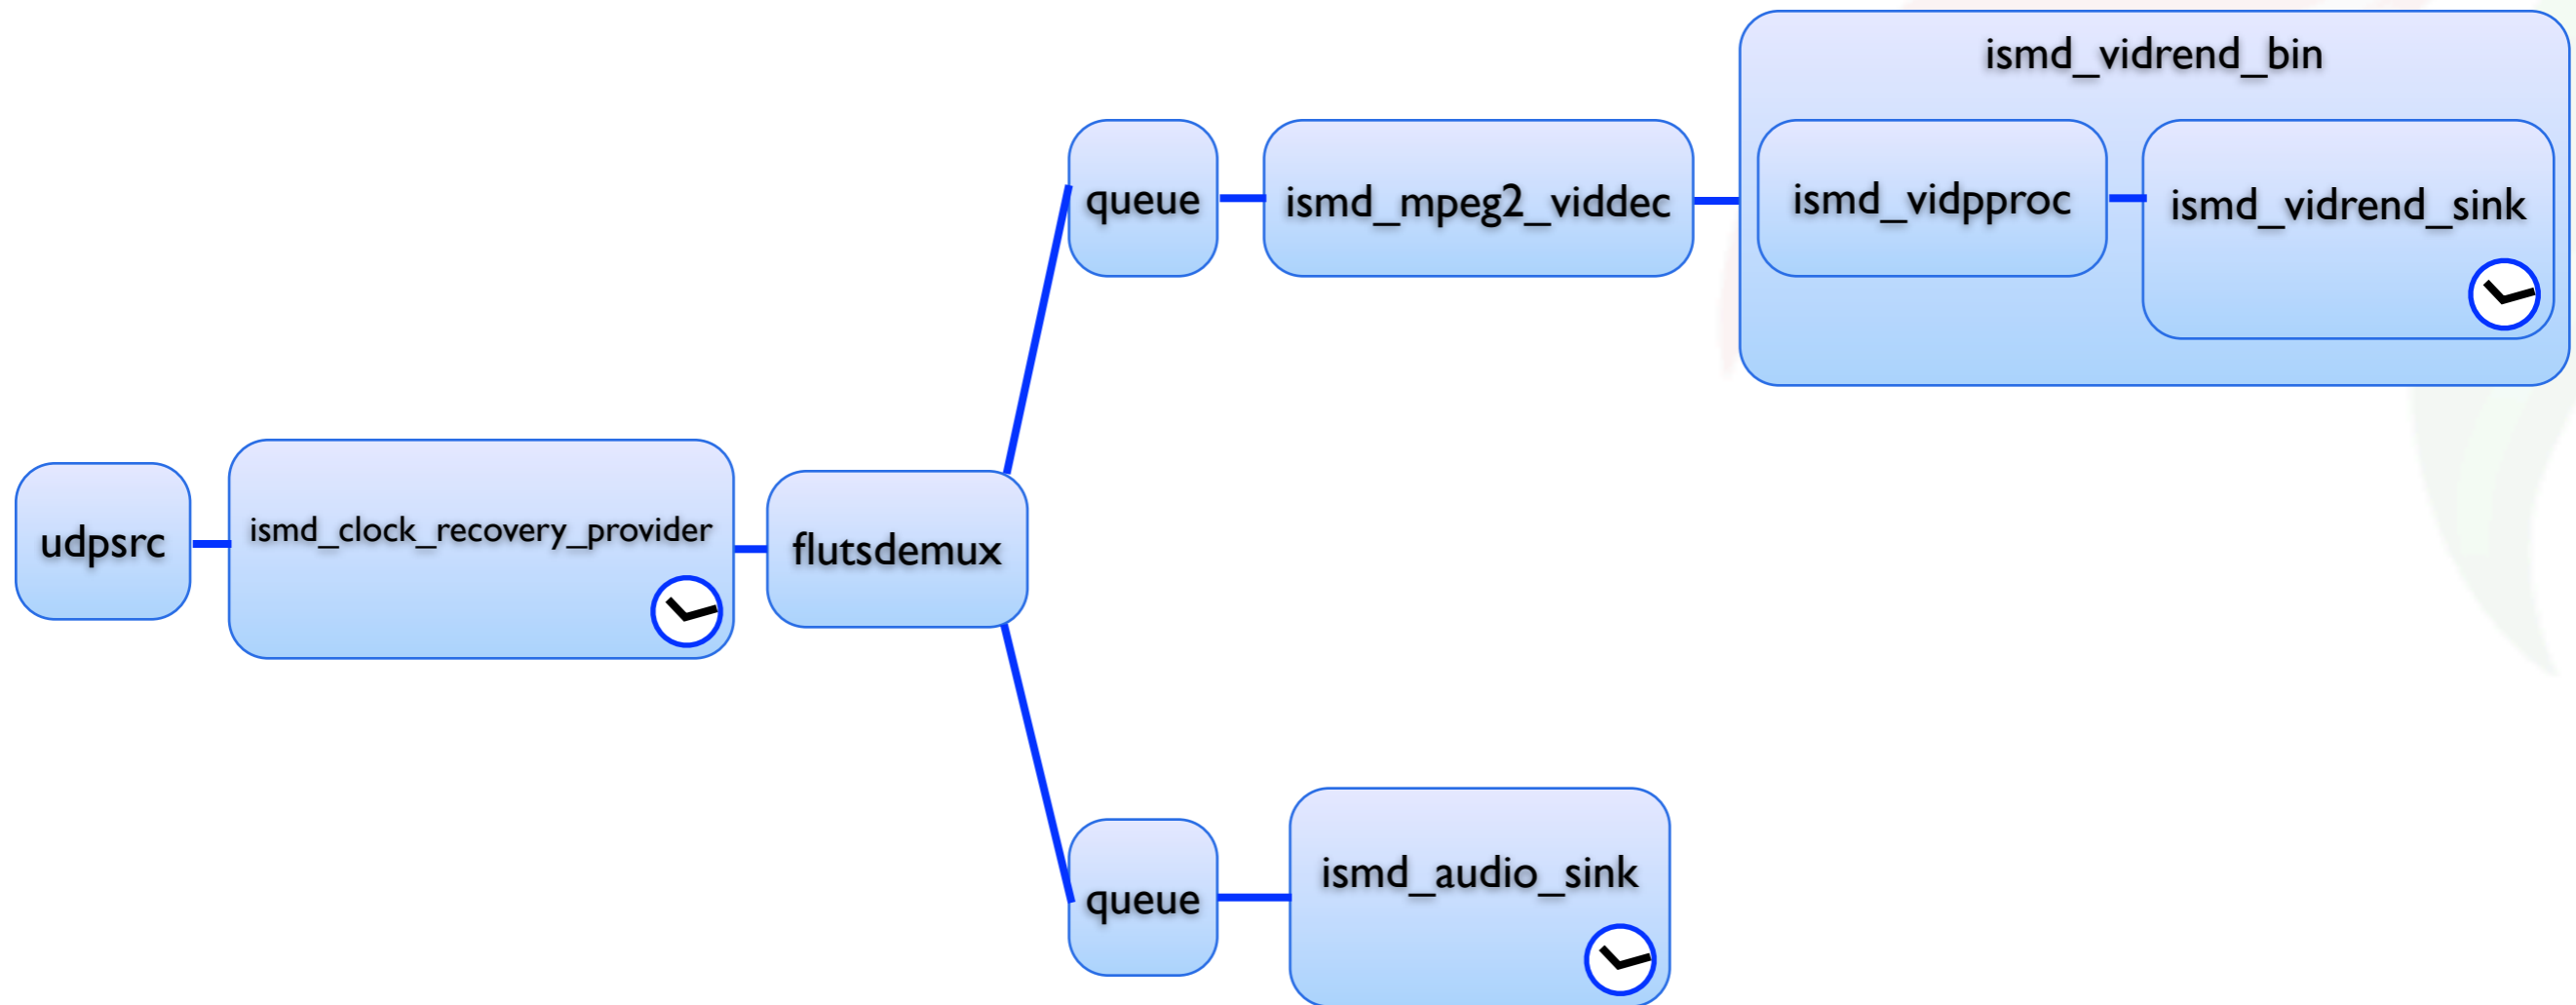 ismd_vidrend_bin
queue
ismd_mpeg2_viddec
ismd_vidpproc
ismd_vidrend_sink
udpsrc
ismd_clock_recovery_provider
flutsdemux
queue
ismd_audio_sink